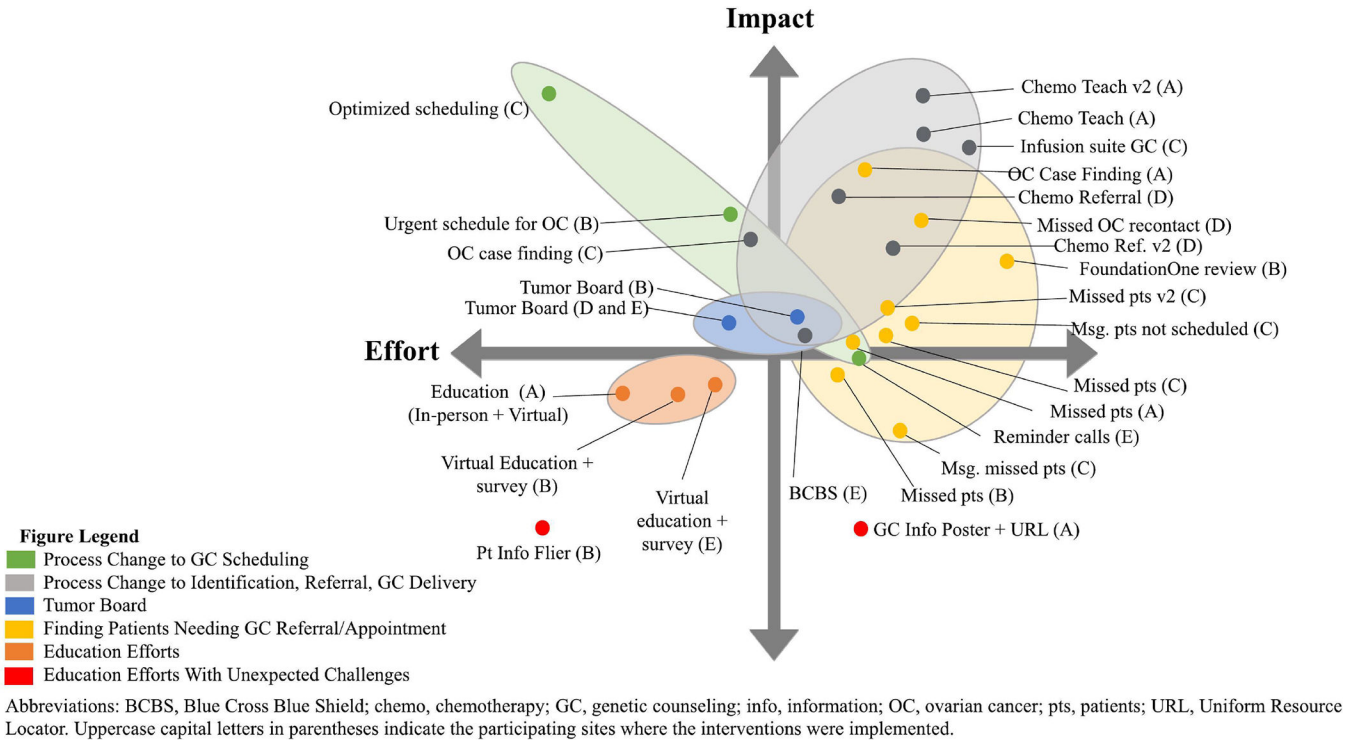 Impact
Chemo Teach v2 (A)
Optimized scheduling (C)
Chemo Teach (A)
Infusion suite GC (C)
OC Case Finding (A)
Chemo Referral (D)
Urgent schedule for OC (B)
Missed OC recontact (D)
OC case finding (C)
Chemo Ref. v2 (D)
FoundationOne review (B)
Tumor Board (B)
Missed pts v2 (C)
Tumor Board (D and E)
Msg. pts not scheduled (C)
Effort
Missed pts (C)
Education (A)
(In-person + Virtual)
Missed pts (A)
Reminder calls (E)
Virtual Education +
survey (B)
Msg. missed pts (C)
BCBS (E)
Missed pts (B)
Virtual
education +
survey (E)
Pt Info Flier (B)
GC Info Poster + URL (A)
Figure Legend
Process Change to GC Scheduling
Process Change to Identification, Referral, GC Delivery
Tumor Board
Finding Patients Needing GC Referral/Appointment
Education Efforts
Education Efforts With Unexpected Challenges
Abbreviations: BCBS, Blue Cross Blue Shield; chemo, chemotherapy; GC, genetic counseling; info, information; OC, ovarian cancer; pts, patients; URL, Uniform Resource
Locator. Uppercase capital letters in parentheses indicate the participating sites where the interventions were implemented.